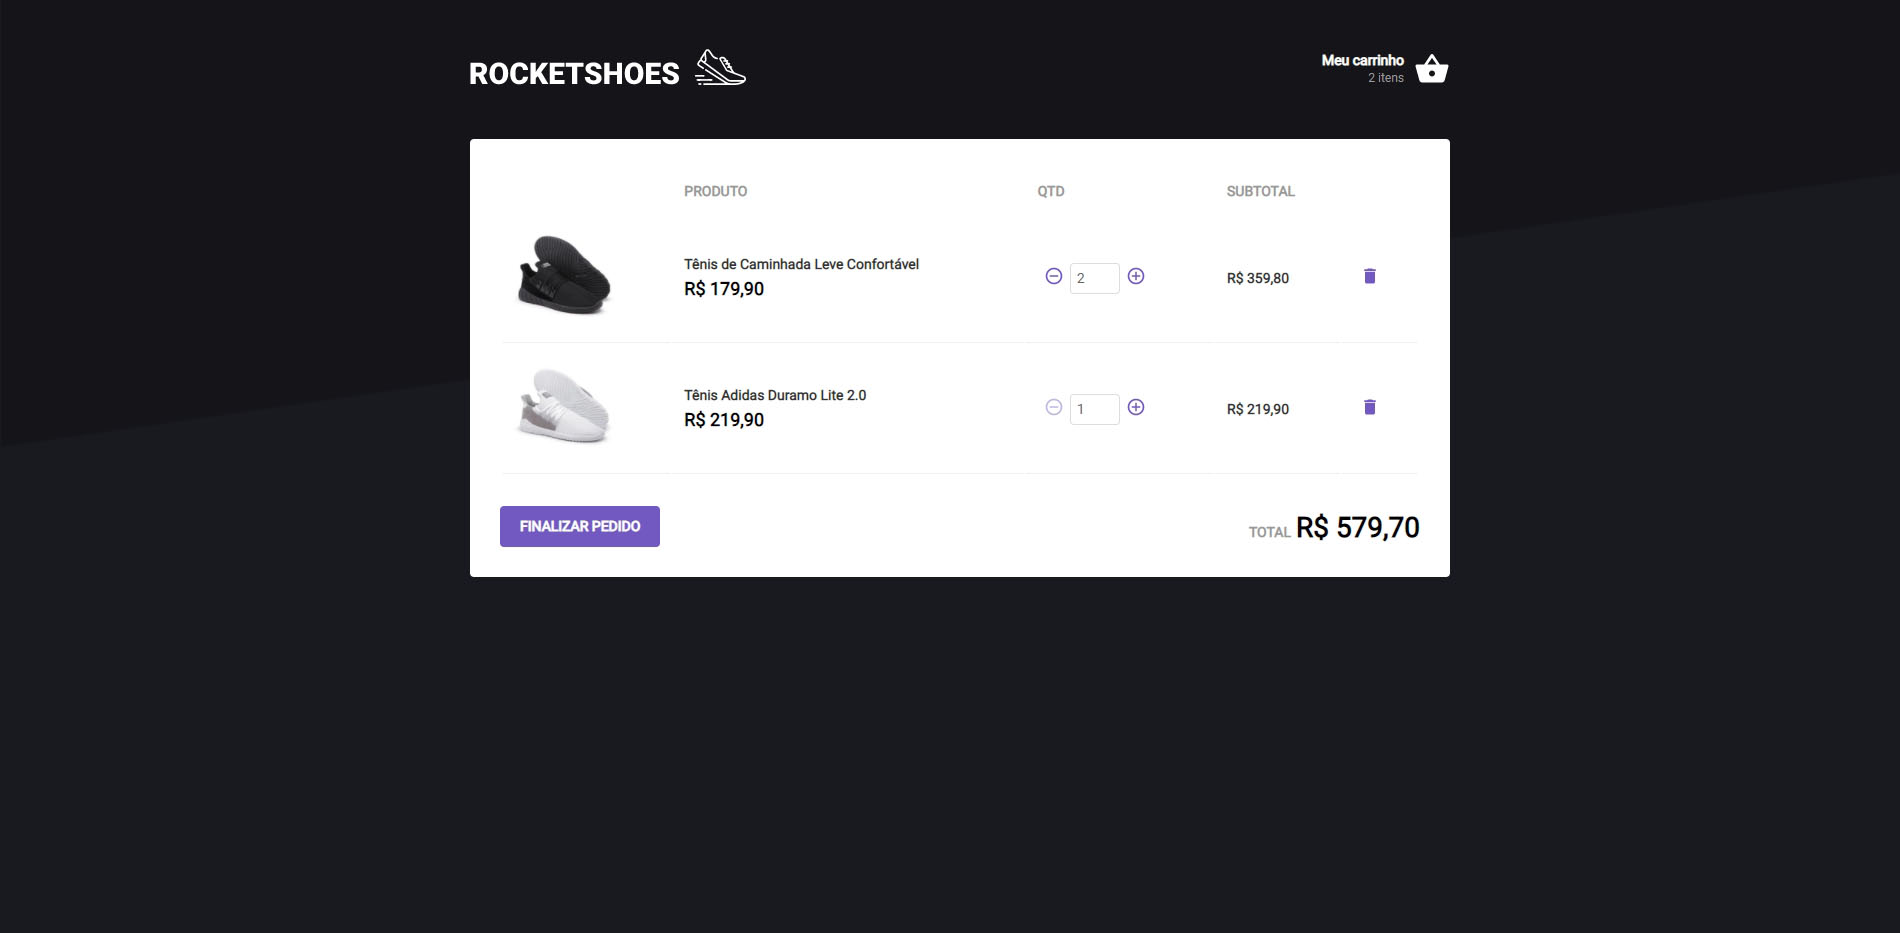 ROCKETSHOES
Meu carrinho
2 itens
PRODUTO QTD SUBTOTAL
Tênis de Caminhada Leve Confortável
R$ 179,90
2
R$ 359,80
Tênis Adidas Duramo Lite 2.0
R$ 219,90
1
R$ 219,90
FINALIZAR PEDIDO
TOTAL R$ 579,70